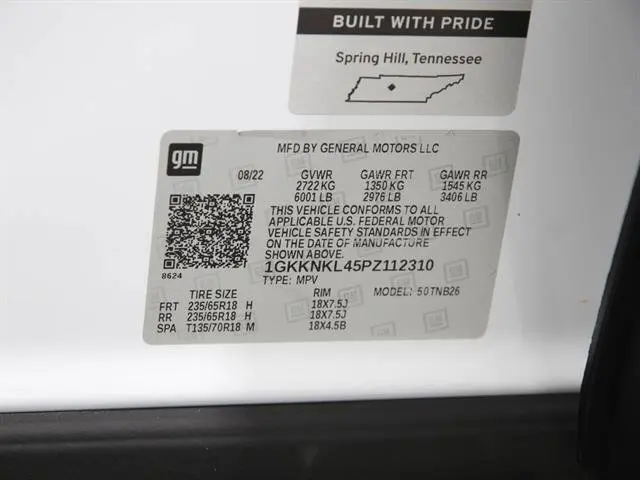 BUILT WITH PRIDE
Spring Hill, Tennessee
gm
MFD BY GENERAL MOTORS LLC
08/22 GVWR GAWR FRT GAWR RR
2722 KG 1350 KG 1545 KG
6001 LB 2976 LB 3406 LB
THIS VEHICLE CONFORMS TO ALL
APPLICABLE U.S. FEDERAL MOTOR
VEHICLE SAFETY STANDARDS IN EFFECT
ON THE DATE OF MANUFACTURE
SHOWN ABOVE.
8624
1GKKNKL45PZ112310
TYPE: MPV MODEL: 50TNB26
TIRE SIZE RIM
FRT 235/65R18 H 18X7.5J
RR 235/65R18 H 18X7.5J
SPA T135/70R18 M 18X4.5B